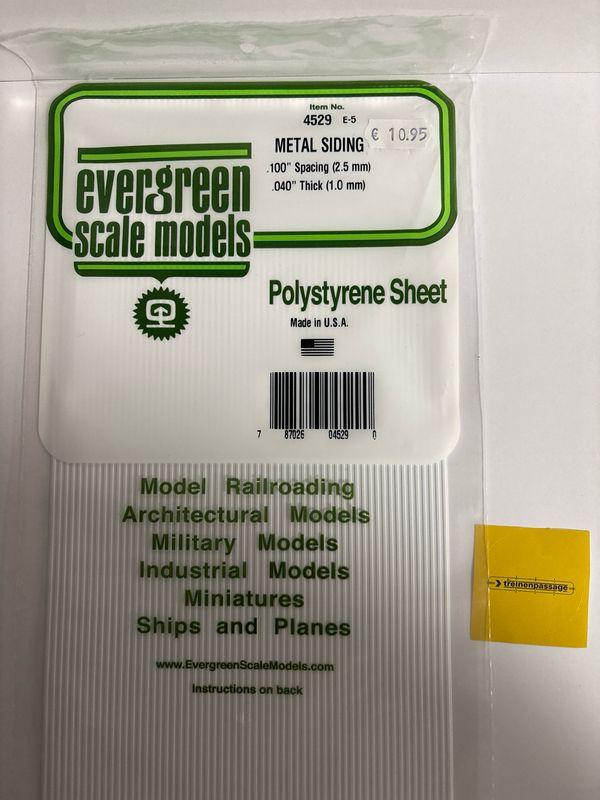 Item No.
4529 E-5
€ 10.95
METAL SIDING
.100" Spacing (2.5 mm)
.040" Thick (1.0 mm)
evergreen
scale models
Polystyrene Sheet
Made in U.S.A.
7 87026 04529 0
Model Railroading
Architectural Models
Military Models
Industrial Models
Miniatures
Ships and Planes
www.EvergreenScaleModels.com
Instructions on back
treinenpassage